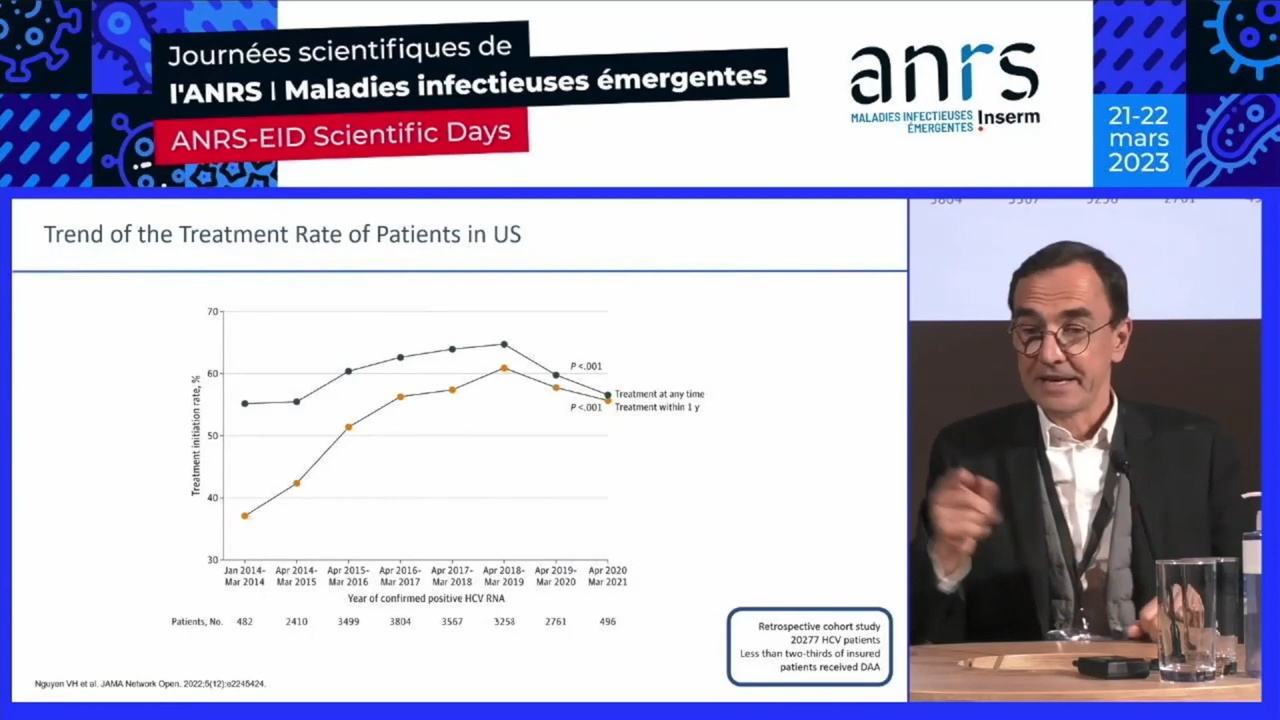 Journées scientifiques de
l'ANRS | Maladies infectieuses émergentes
ANRS-EID Scientific Days
anrs
MALADIES INFECTIEUSES
ÉMERGENTES
Inserm
21-22
mars
2023
Trend of the Treatment Rate of Patients in US
Treatment initiation rate, %
70
60
50
40
30
P <.001
Treatment at any time
P <.001
Treatment within 1 y
Jan 2014-
Mar 2014
Apr 2014-
Mar 2015
Apr 2015-
Mar 2016
Apr 2016-
Mar 2017
Apr 2017-
Mar 2018
Apr 2018-
Mar 2019
Apr 2019-
Mar 2020
Apr 2020
Mar 2021
Year of confirmed positive HCV RNA
Patients, No. 482 2410 3499 3804 3567 3258 2761 496
Retrospective cohort study
20277 HCV patients
Less than two-thirds of insured
patients received DAA
Nguyen VH et al. JAMA Network Open. 2022;5(12):e2245424.
3804 3567 3258 2761